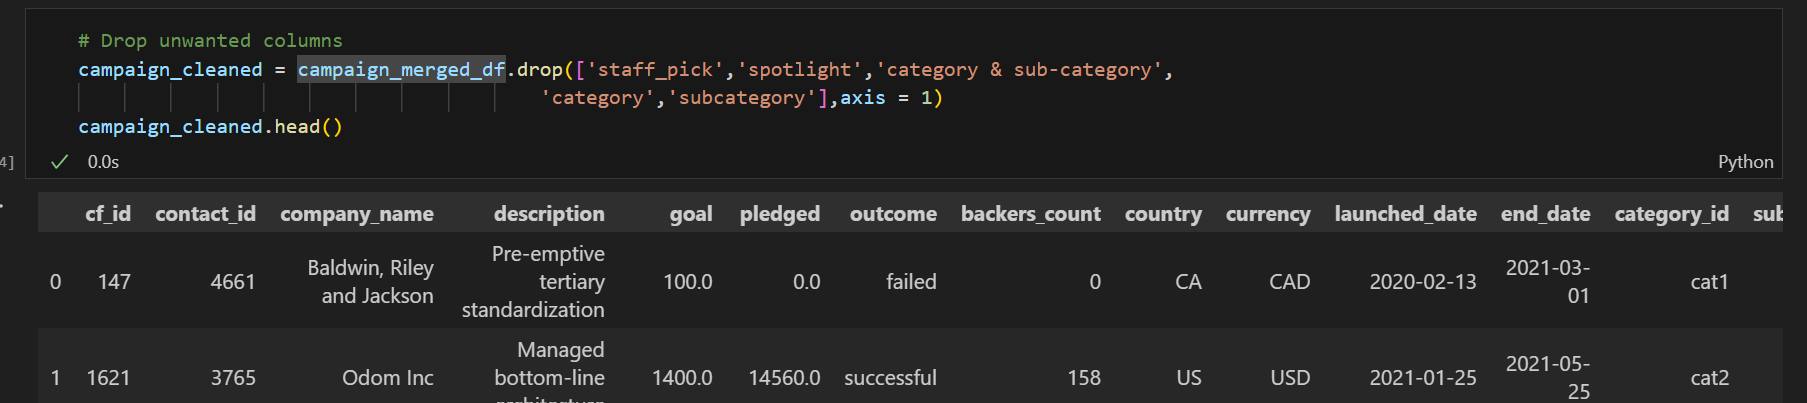 # Drop unwanted columns
campaign_cleaned = campaign_merged_df.drop(['staff_pick','spotlight','category & sub-category',
'category','subcategory'],axis = 1)
campaign_cleaned.head()
4]
0.0s
Python
cf_id contact_id company_name description goal pledged outcome backers_count country currency launched_date end_date category_id
0 147 4661 Baldwin, Riley and Jackson Pre-emptive tertiary standardization 100.0 0.0 failed 0 CA CAD 2020-02-13 2021-03-01 cat1
1 1621 3765 Odom Inc Managed bottom-line 1400.0 14560.0 successful 158 US USD 2021-01-25 2021-05-25 cat2